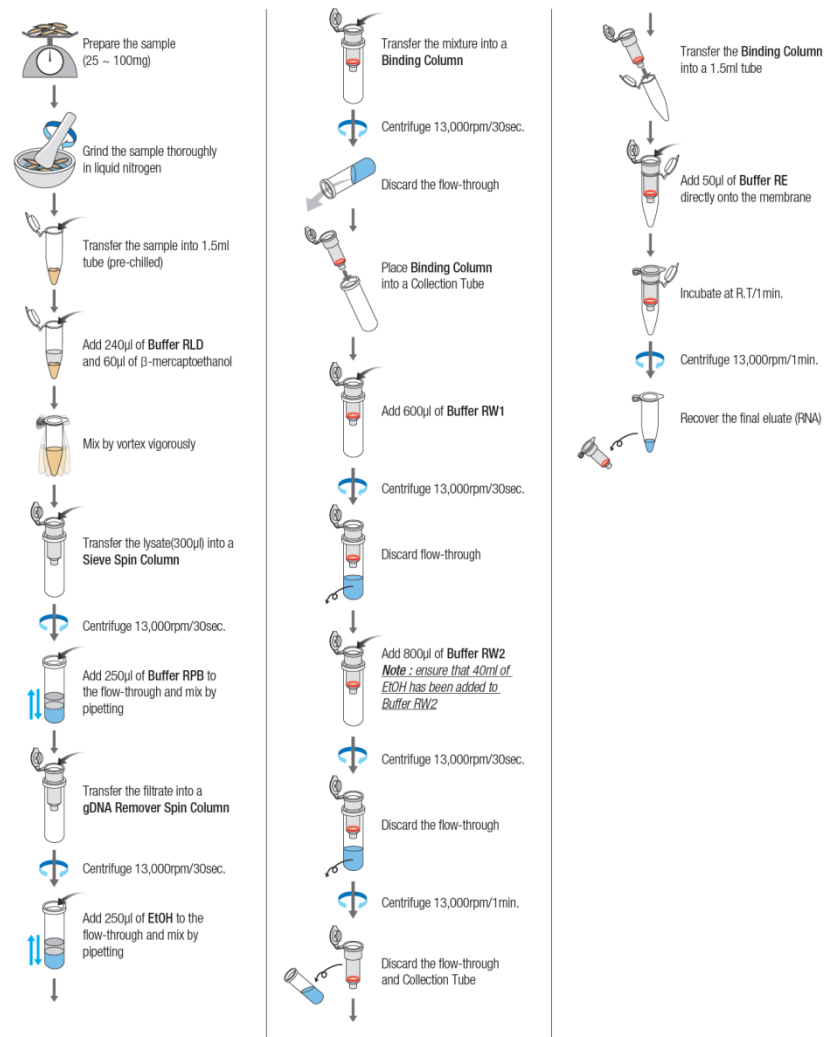 Prepare the sample
(25 ~ 100mg)
Grind the sample thoroughly
in liquid nitrogen
Transfer the sample into 1.5ml
tube (pre-chilled)
Add 240μl of Buffer RLD
and 60μl of β-mercaptoethanol
Mix by vortex vigorously
Transfer the lysate(300μl) into a
Sieve Spin Column
Centrifuge 13,000rpm/30sec.
Add 250μl of Buffer RPB to
the flow-through and mix by
pipetting
Transfer the filtrate into a
gDNA Remover Spin Column
Centrifuge 13,000rpm/30sec.
Add 250μl of EtOH to the
flow-through and mix by
pipetting
Transfer the mixture into a
Binding Column
Centrifuge 13,000rpm/30sec.
Discard the flow-through
Place Binding Column
into a Collection Tube
Add 600μl of Buffer RW1
Centrifuge 13,000rpm/30sec.
Discard flow-through
Add 800μl of Buffer RW2
Note : ensure that 40ml of
EtOH has been added to
Buffer RW2
Centrifuge 13,000rpm/30sec.
Discard the flow-through
Centrifuge 13,000rpm/1min.
Discard the flow-through
and Collection Tube
Transfer the Binding Column
into a 1.5ml tube
Add 50μl of Buffer RE
directly onto the membrane
Incubate at R.T/1min.
Centrifuge 13,000rpm/1min.
Recover the final eluate (RNA)